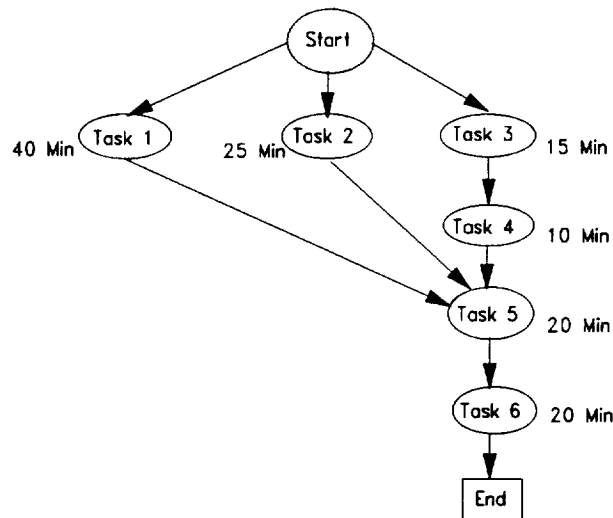 Start
40 Min
Task 1
25 Min
Task 2
Task 3
15 Min
Task 4
10 Min
Task 5
20 Min
Task 6
20 Min
End